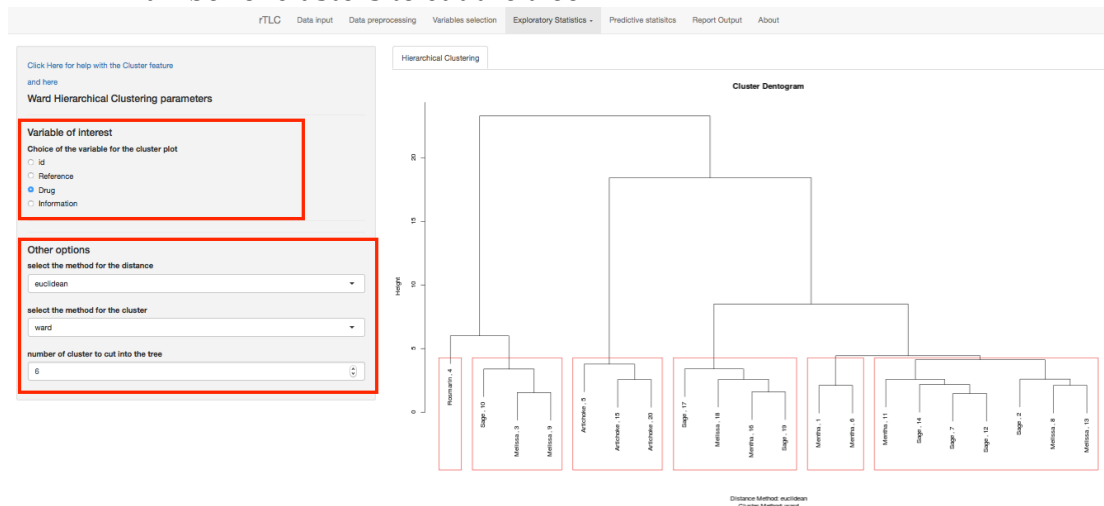 rTLC Data input Data preprocessing Variables selection Exploratory Statistics - Predictive statisitcs Report Output About
Click Here for help with the Cluster feature
and here
Ward Hierarchical Clustering parameters
Variable of interest
Choice of the variable for the cluster plot
id
Reference
Drug
Information
Other options
select the method for the distance
euclidean
select the method for the cluster
ward
number of cluster to cut into the tree
6
Hierarchical Clustering
Cluster Dentogram
Height
20
15
10
5
0
Rosmarin , 4
Sage , 10
Melissa , 3
Melissa , 9
Artichoke , 5
Artichoke , 15
Artichoke , 20
Sage , 17
Melissa , 18
Mentha , 16
Sage , 19
Mentha , 1
Mentha , 6
Mentha , 11
Sage , 14
Sage , 7
Sage , 12
Sage , 2
Melissa , 8
Melissa , 13
Distance Method: euclidean
Cluster Method: ward